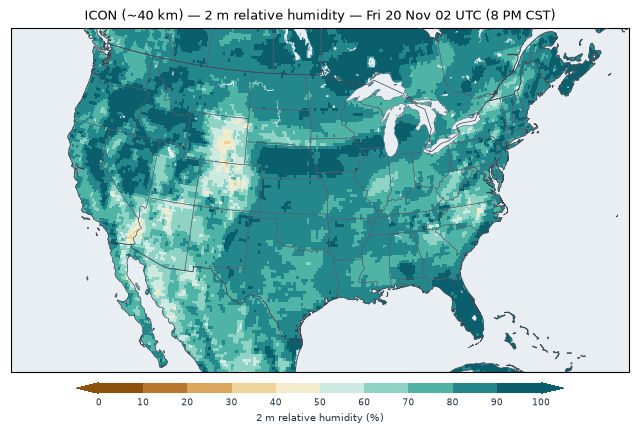 ICON (~40 km) — 2 m relative humidity — Fri 20 Nov 02 UTC (8 PM CST)
0 10 20 30 40 50 60 70 80 90 100
2 m relative humidity (%)